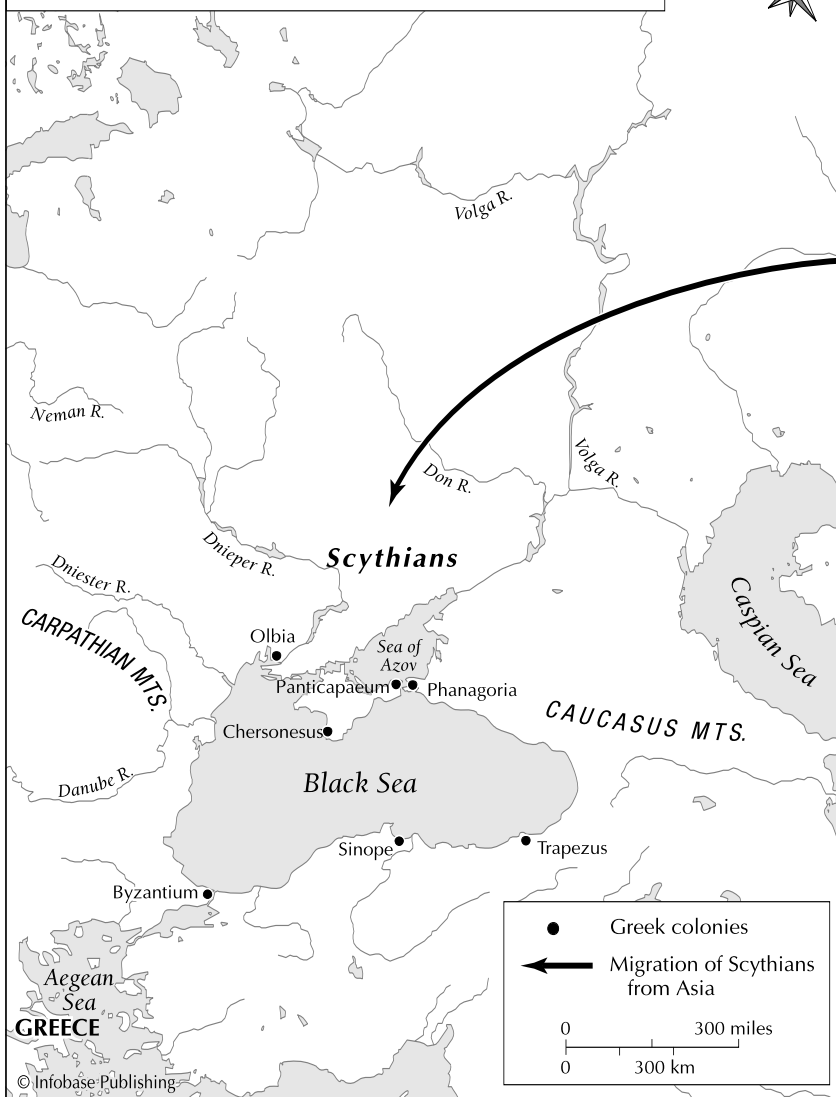 Volga R.
Neman R.
Volga R.
Don R.
Dnieper R.
Scythians
Dniester R.
CARPATHIAN MTS.
Caspian Sea
Olbia
Sea of
Azov
Panticapaeum
Phanagoria
CAUCASUS MTS.
Chersonesus
Danube R.
Black Sea
Sinope
Trapezus
Byzantium
Aegean
Sea
GREECE
Greek colonies
Migration of Scythians
from Asia
0 300 miles
0 300 km
© Infobase Publishing